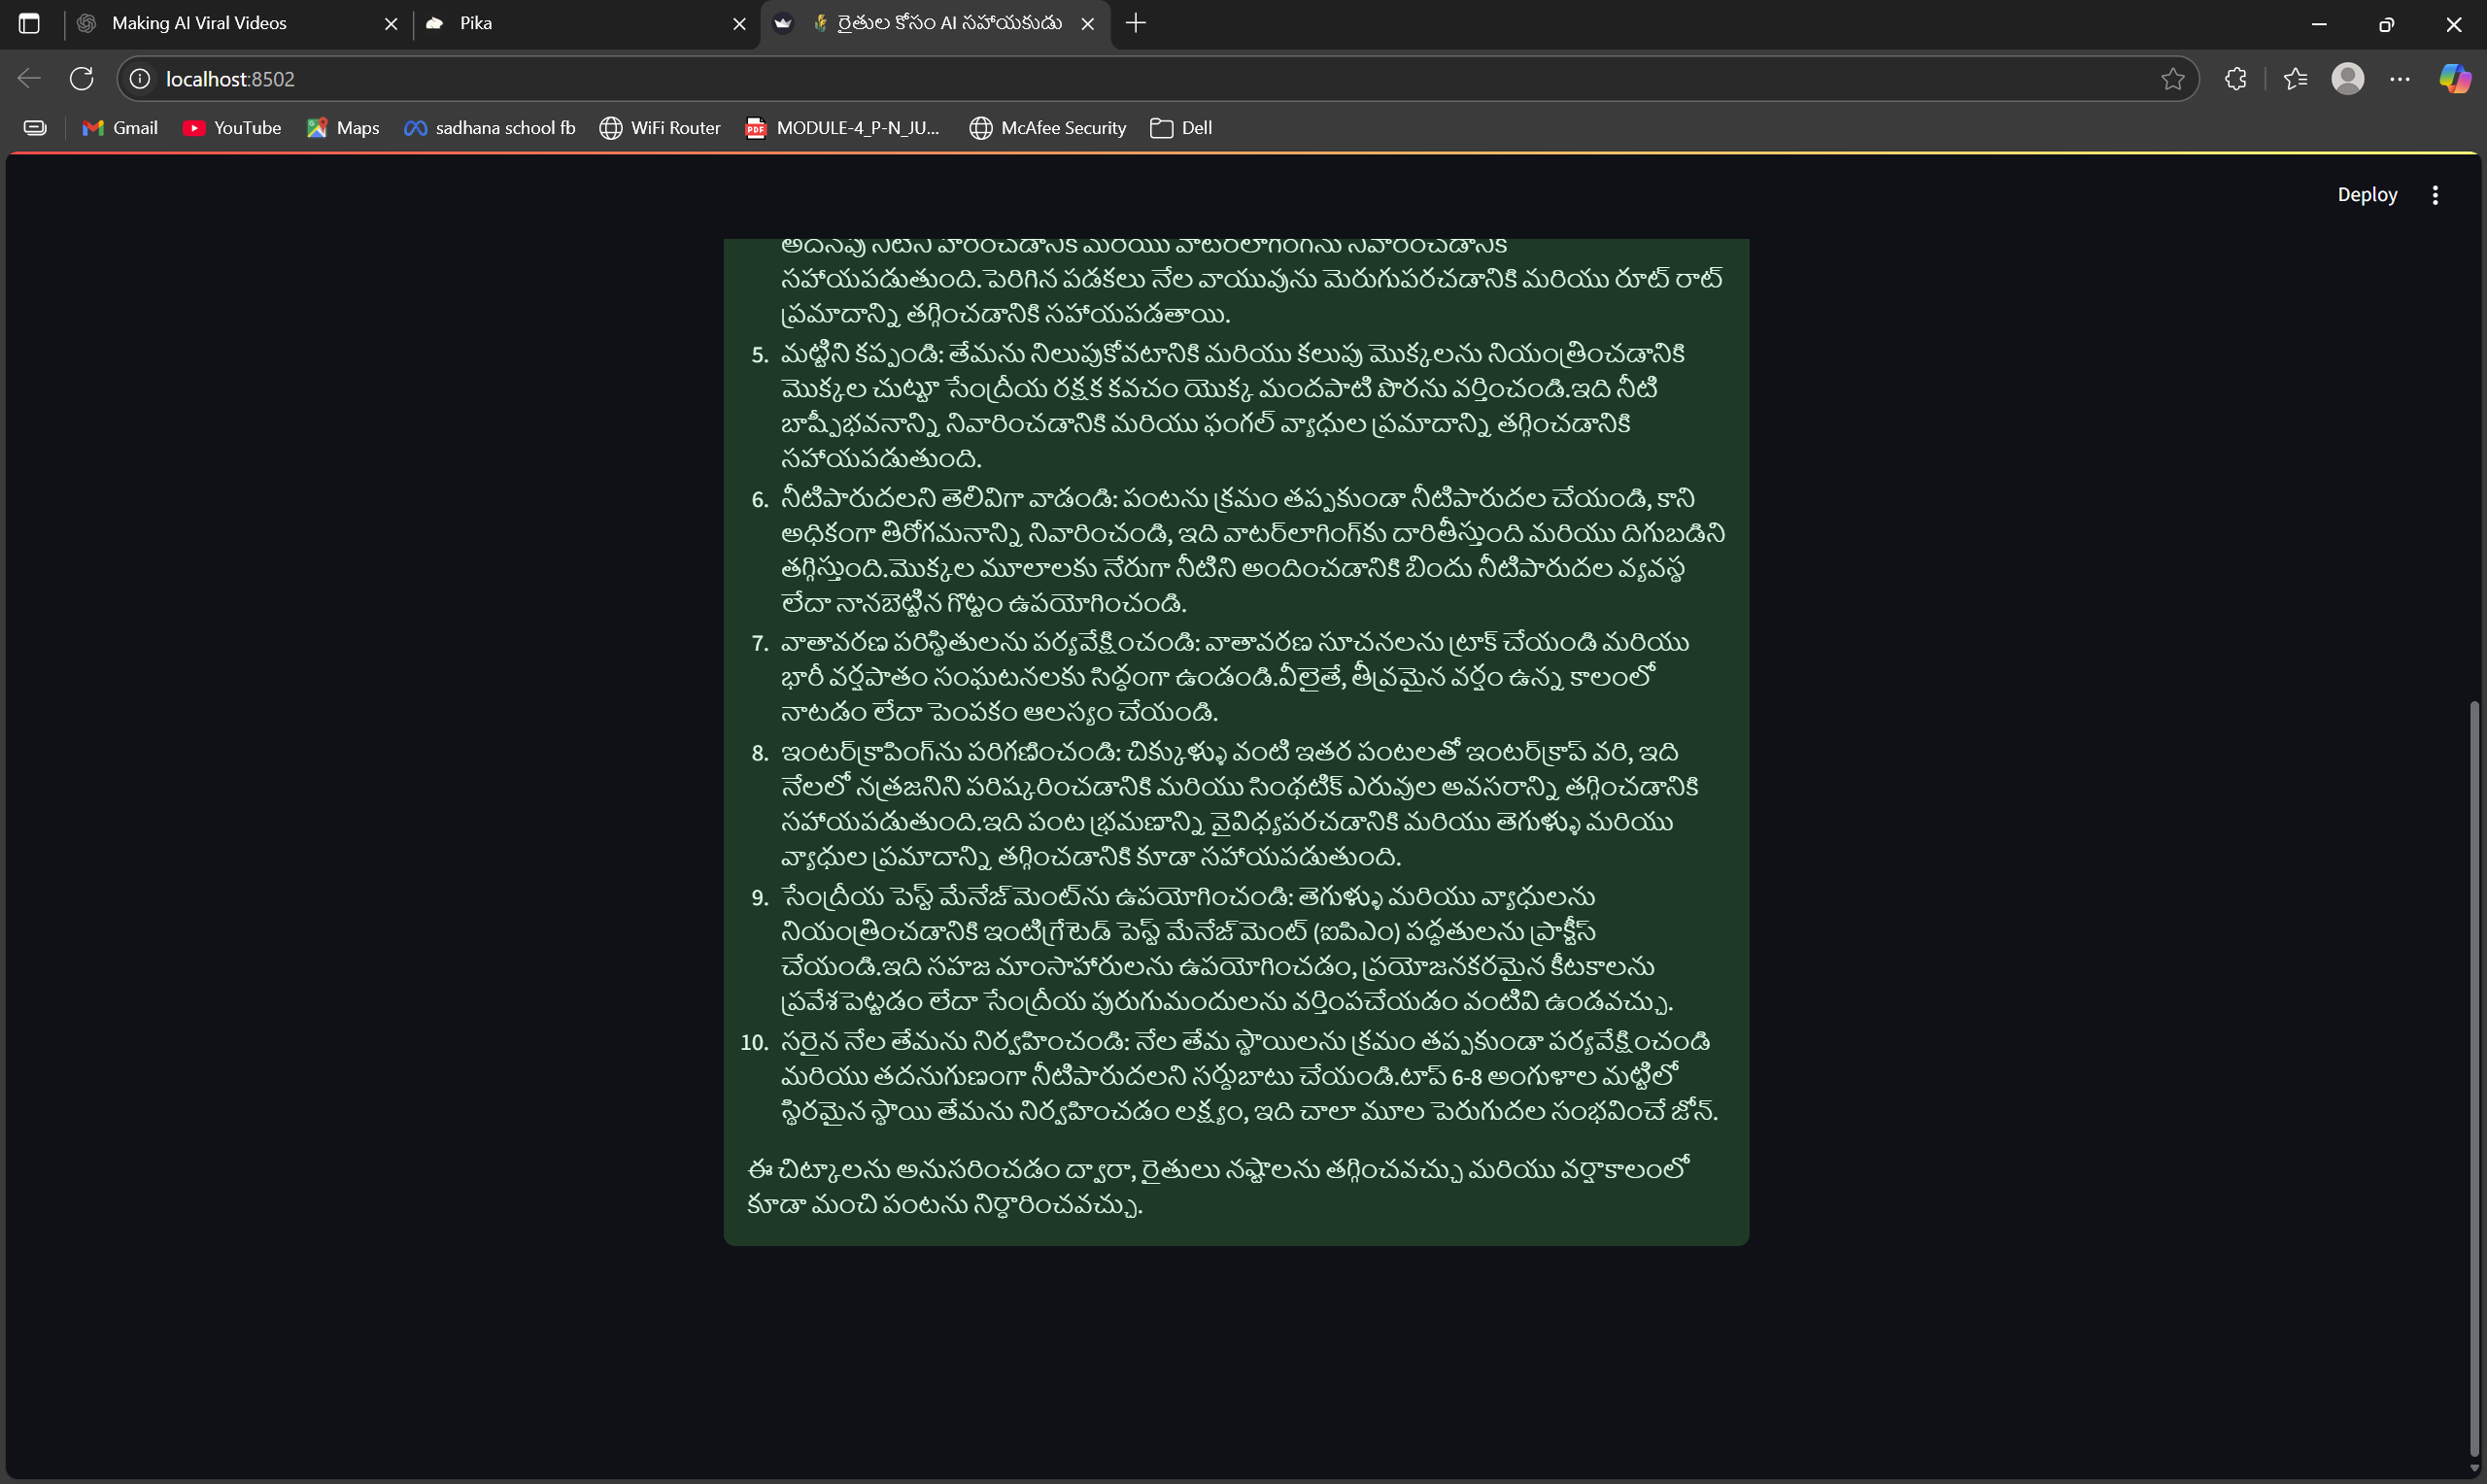 Making AI Viral Videos
Pika
రైతుల కోసం AI సహాయకుడు
localhost:8502
Gmail
YouTube
Maps
sadhana school fb
WiFi Router
MODULE-4_P-N_JU...
McAfee Security
Dell
Deploy
సహాయపడుతుంది. పెరిగిన పడకలు నేల వాయువును మెరుగుపరచడానికి మరియు రూట్ రాట్
ప్రమాదాన్ని తగ్గించడానికి సహాయపడతాయి.
5. మట్టిని కప్పండి: తేమను నిలుపుకోవటానికి మరియు కలుపు మొక్కలను నియంత్రించడానికి
మొక్కల చుట్టూ సేంద్రీయ రక్షక కవచం యొక్క మందపాటి పొరను వర్తించండి.ఇది నీటి
బాష్పీభవనాన్ని నివారించడానికి మరియు ఫంగల్ వ్యాధుల ప్రమాదాన్ని తగ్గించడానికి
సహాయపడుతుంది.
6. నీటిపారుదలని తెలివిగా వాడండి: పంటను క్రమం తప్పకుండా నీటిపారుదల చేయండి, కాని
అధికంగా తిరోగమనాన్ని నివారించండి, ఇది వాటర్‌లాగింగ్‌కు దారితీస్తుంది మరియు దిగుబడిని
తగ్గిస్తుంది.మొక్కల మూలాలకు నేరుగా నీటిని అందించడానికి బిందు నీటిపారుదల వ్యవస్థ
లేదా నానబెట్టిన గొట్టం ఉపయోగించండి.
7. వాతావరణ పరిస్థితులను పర్యవేక్షించండి: వాతావరణ సూచనలను ట్రాక్ చేయండి మరియు
భారీ వర్షపాతం సంఘటనలకు సిద్ధంగా ఉండండి.వీలైతే, తీవ్రమైన వర్షం ఉన్న కాలంలో
నాటడం లేదా పెంపకం ఆలస్యం చేయండి.
8. ఇంటర్‌క్రాపింగ్‌ను పరిగణించండి: చిక్కుళ్ళు వంటి ఇతర పంటలతో ఇంటర్‌క్రాప్ వరి, ఇది
నేలలో నత్రజనిని పరిష్కరించడానికి మరియు సింథటిక్ ఎరువుల అవసరాన్ని తగ్గించడానికి
సహాయపడుతుంది.ఇది పంట భ్రమణాన్ని వైవిధ్యపరచడానికి మరియు తెగుళ్ళు మరియు
వ్యాధుల ప్రమాదాన్ని తగ్గించడానికి కూడా సహాయపడుతుంది.
9. సేంద్రీయ పెస్ట్ మేనేజ్‌మెంట్‌ను ఉపయోగించండి: తెగుళ్ళు మరియు వ్యాధులను
నియంత్రించడానికి ఇంటిగ్రేటెడ్ పెస్ట్ మేనేజ్‌మెంట్ (ఐపిఎం) పద్ధతులను ప్రాక్టీస్
చేయండి.ఇది సహజ మాంసాహారులను ఉపయోగించడం, ప్రయోజనకరమైన కీటకాలను
ప్రవేశపెట్టడం లేదా సేంద్రీయ పురుగుమందులను వర్తింపచేయడం వంటివి ఉండవచ్చు.
10. సరైన నేల తేమను నిర్వహించండి: నేల తేమ స్థాయిలను క్రమం తప్పకుండా పర్యవేక్షించండి
మరియు తదనుగుణంగా నీటిపారుదలని సర్దుబాటు చేయండి.టాప్ 6-8 అంగుళాల మట్టిలో
స్థిరమైన స్థాయి తేమను నిర్వహించడం లక్ష్యం, ఇది చాలా మూల పెరుగుదల సంభవించే జోన్.
ఈ చిట్కాలను అనుసరించడం ద్వారా, రైతులు నష్టాలను తగ్గించవచ్చు మరియు వర్షాకాలంలో
కూడా మంచి పంటను నిర్ధారించవచ్చు.